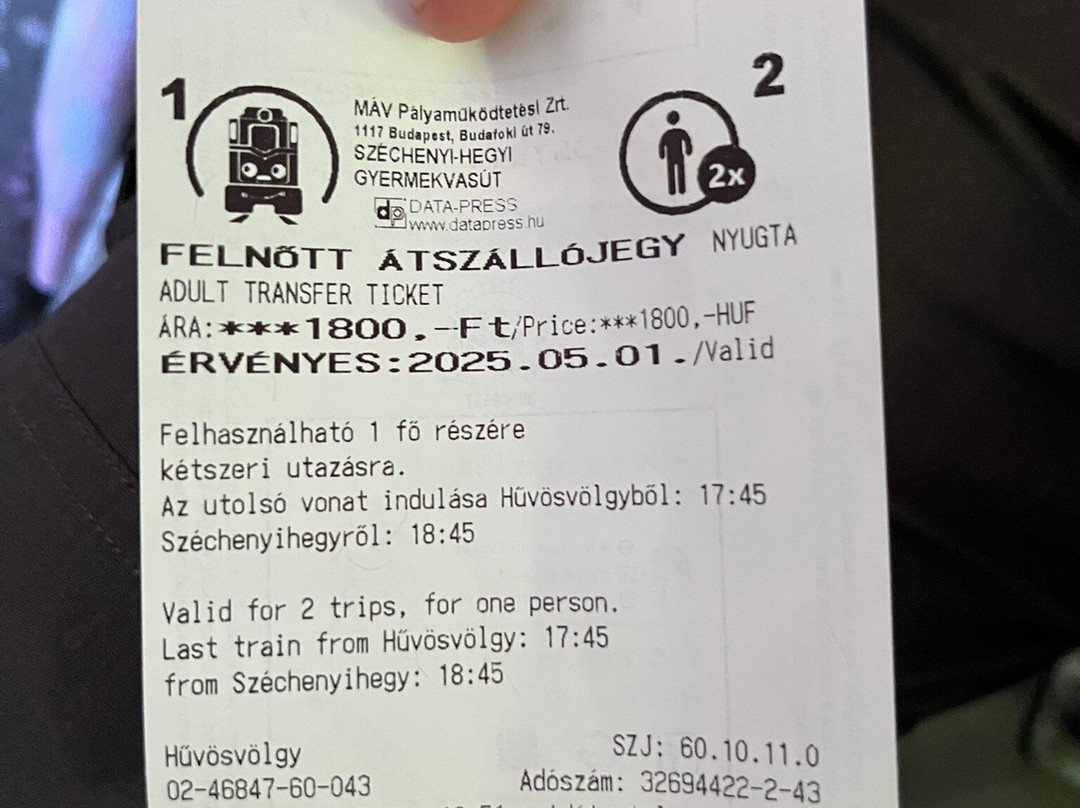 1
2
MÁV Pályaműködtetési Zrt.
1117 Budapest, Budafoki út 79.
SZÉCHENYI-HEGYI
GYERMEKVASÚT
2x
dp DATA-PRESS
www.datapress.hu
FELNŐTT ÁTSZÁLLÓJEGY NYUGTA
ADULT TRANSFER TICKET
ÁRA:***1800,-Ft/Price:***1800,-HUF
ÉRVÉNYES:2025.05.01./Valid
Felhasználható 1 fő részére
kétszeri utazásra.
Az utolsó vonat indulása Hűvösvölgyből: 17:45
Széchenyihegyről: 18:45
Valid for 2 trips, for one person.
Last train from Hűvösvölgy: 17:45
from Széchenyihegy: 18:45
Hűvösvölgy SZJ: 60.10.11.0
02-46847-60-043 Adószám: 32694422-2-43